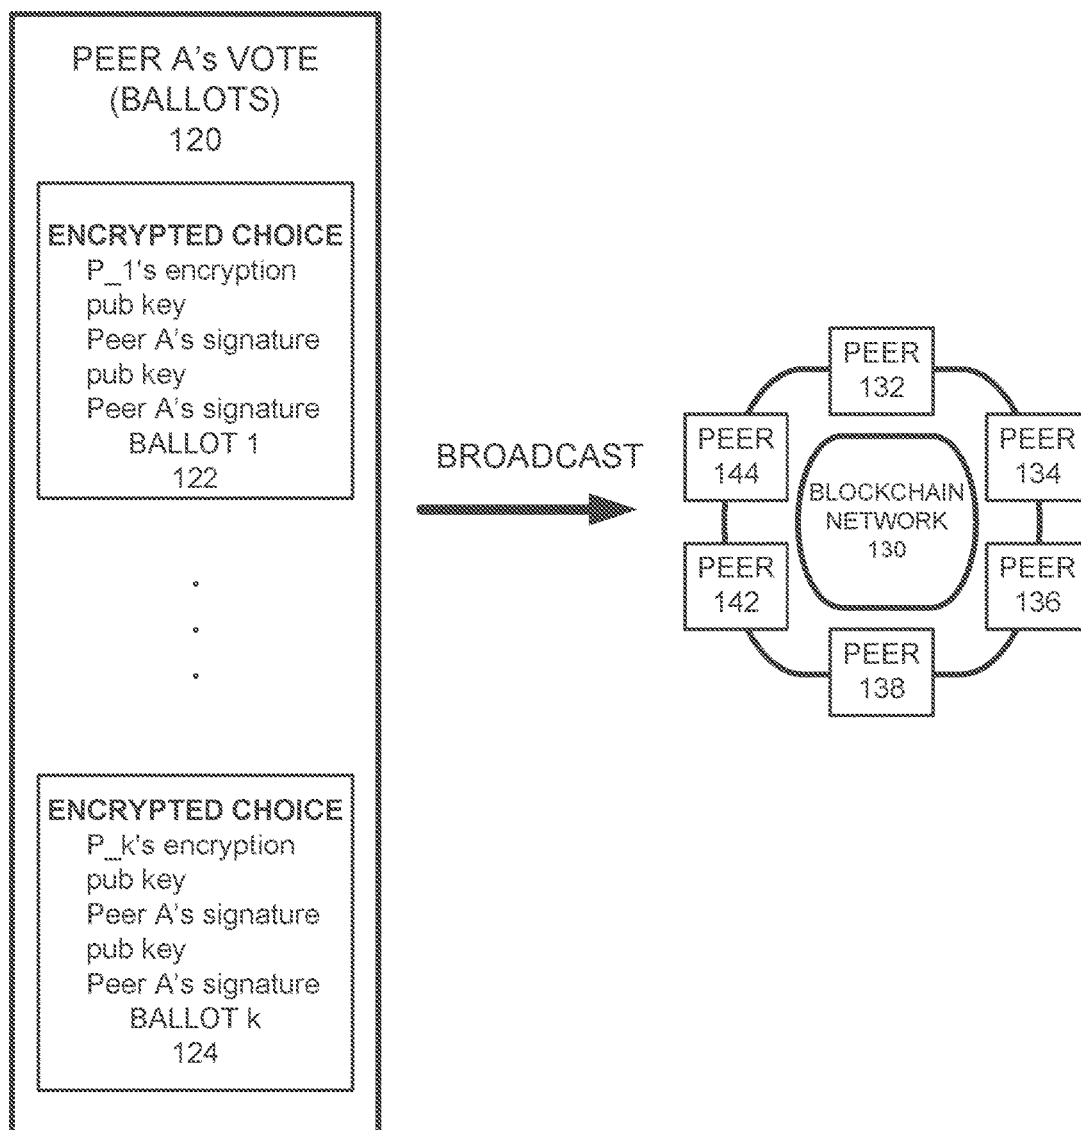 PEER A's VOTE
(BALLOTS)
120
ENCRYPTED CHOICE
P_1's encryption
pub key
Peer A's signature
pub key
Peer A's signature
BALLOT 1
122
ENCRYPTED CHOICE
P_k's encryption
pub key
Peer A's signature
pub key
Peer A's signature
BALLOT k
124
BROADCAST
PEER
132
PEER
144
PEER
134
BLOCKCHAIN
NETWORK
130
PEER
142
PEER
136
PEER
138